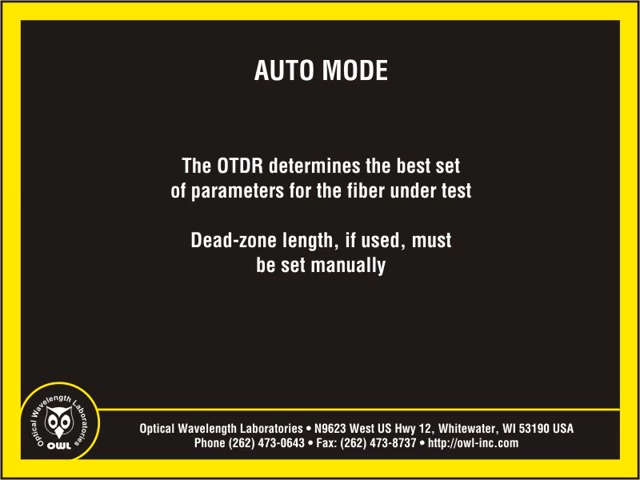 AUTO MODE
The OTDR determines the best set
of parameters for the fiber under test
Dead-zone length, if used, must
be set manually
Optical Wavelength Laboratories
OWL
Optical Wavelength Laboratories • N9623 West US Hwy 12, Whitewater, WI 53190 USA
Phone (262) 473-0643 • Fax: (262) 473-8737 • http://owl-inc.com